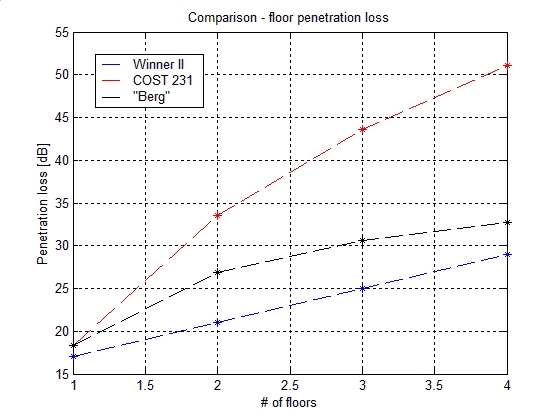 Comparison - floor penetration loss
55
50
45
40
35
30
25
20
15
Penetration loss [dB]
Winner II
COST 231
"Berg"
1 1.5 2 2.5 3 3.5 4
# of floors